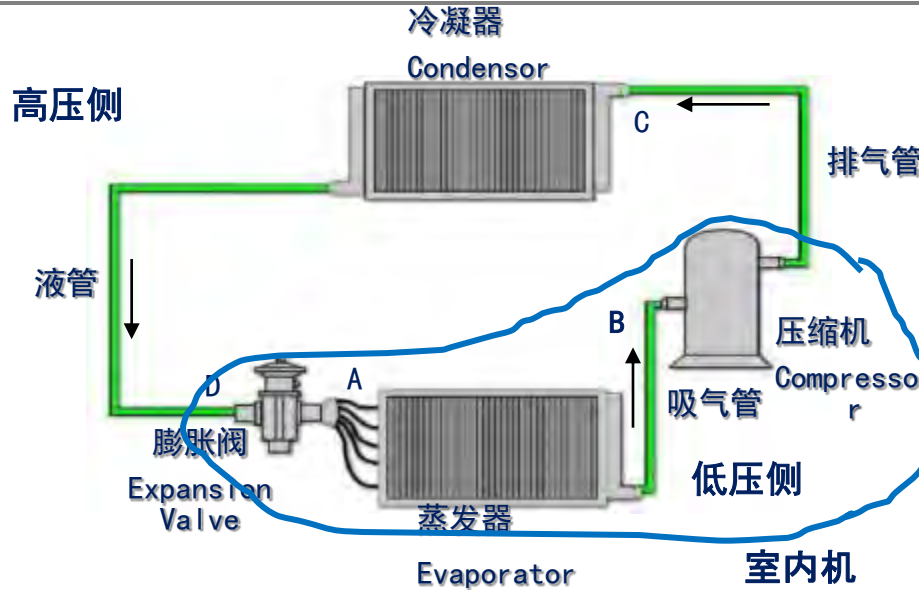 冷凝器
Condensor
高压侧
C
排气管
液管
B
压缩机
Compresso
r
D
A
吸气管
膨胀阀
Expansion
Valve
低压侧
蒸发器
Evaporator
室内机